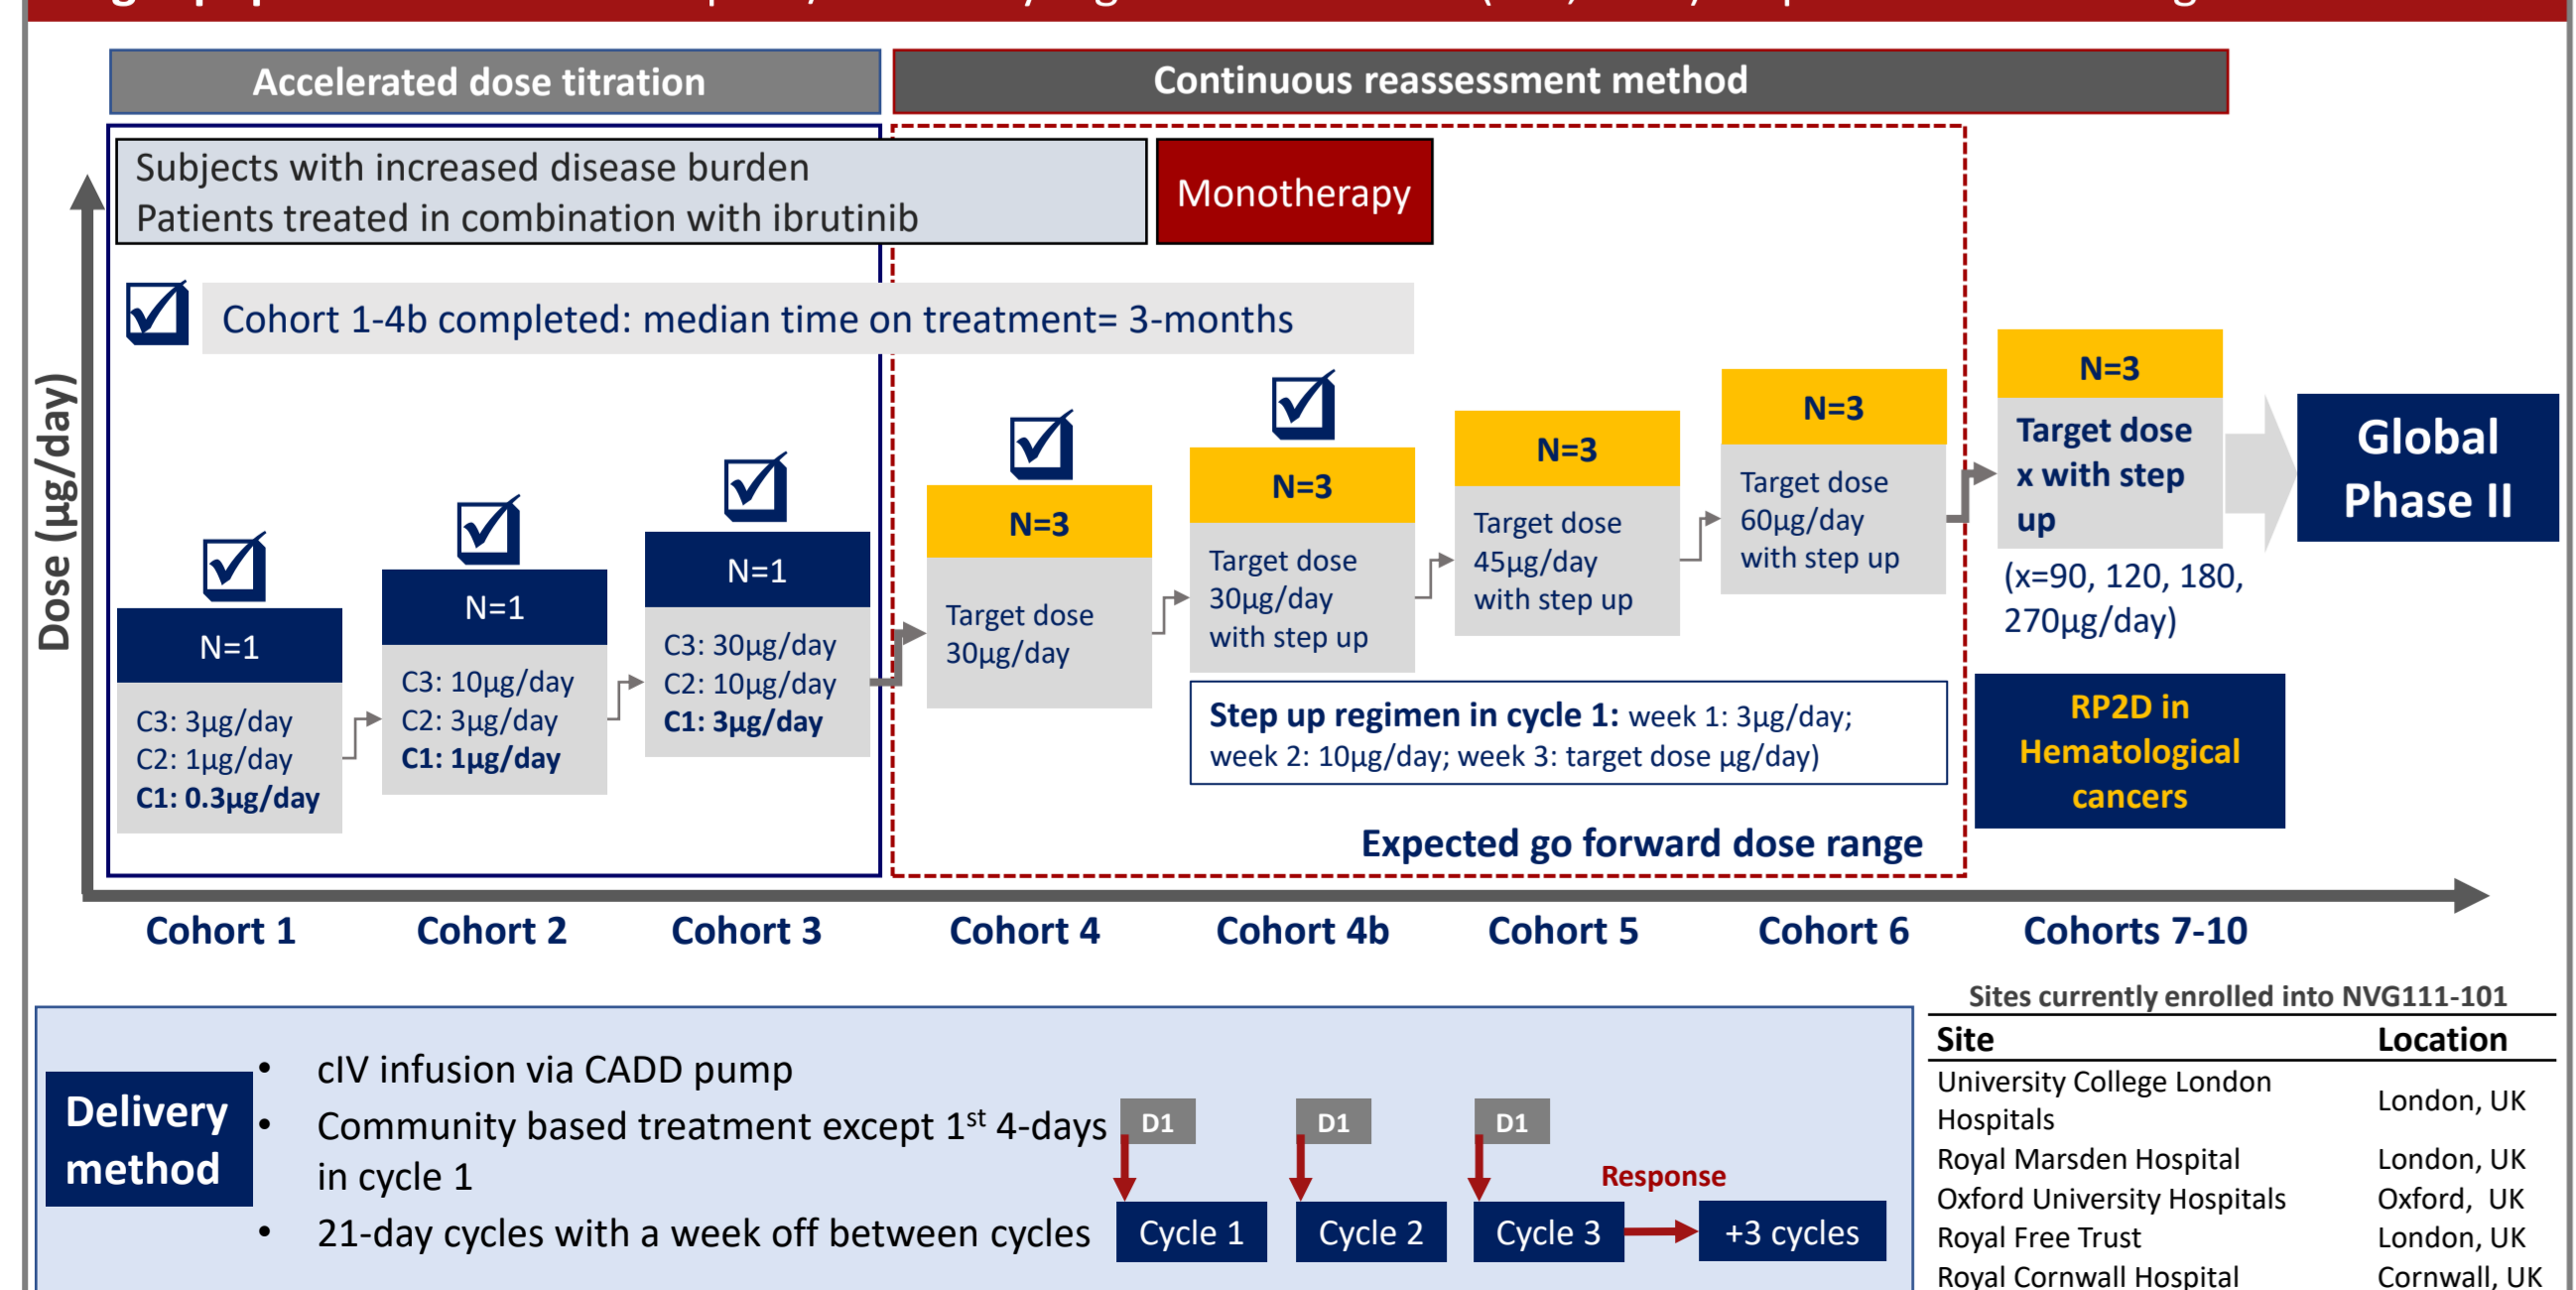 Accelerated dose titration
Continuous reassessment method
Subjects with increased disease burden
Patients treated in combination with ibrutinib
Monotherapy
Cohort 1-4b completed: median time on treatment= 3-months
Dose (µg/day)
N=1
C3: 3µg/day
C2: 1µg/day
C1: 0.3µg/day
N=1
C3: 10µg/day
C2: 3µg/day
C1: 1µg/day
N=1
C3: 30µg/day
C2: 10µg/day
C1: 3µg/day
N=3
Target dose
30µg/day
N=3
Target dose
30µg/day
with step up
N=3
Target dose
45µg/day
with step up
N=3
Target dose
60µg/day
with step up
N=3
Target dose
x with step
up
(x=90, 120, 180,
270µg/day)
Global
Phase II
Step up regimen in cycle 1: week 1: 3µg/day;
week 2: 10µg/day; week 3: target dose µg/day)
RP2D in
Hematological
cancers
Expected go forward dose range
Cohort 1
Cohort 2
Cohort 3
Cohort 4
Cohort 4b
Cohort 5
Cohort 6
Cohorts 7-10
Delivery
method
• cIV infusion via CADD pump
• Community based treatment except 1st 4-days
in cycle 1
• 21-day cycles with a week off between cycles
D1
D1
D1
Response
Cycle 1
Cycle 2
Cycle 3
+3 cycles
Sites currently enrolled into NVG111-101
Site Location
University College London
Hospitals London, UK
Royal Marsden Hospital London, UK
Oxford University Hospitals Oxford, UK
Royal Free Trust London, UK
Royal Cornwall Hospital Cornwall, UK